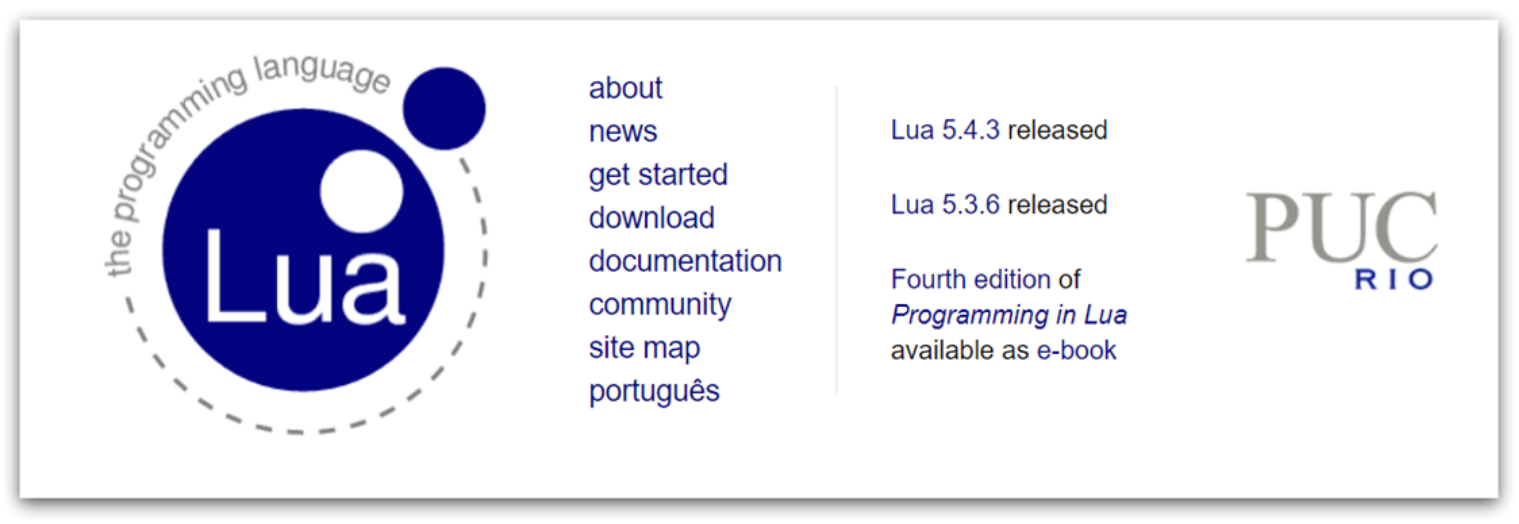 the programming language
Lua
about
news
get started
download
documentation
community
site map
português
Lua 5.4.3 released
Lua 5.3.6 released
Fourth edition of
Programming in Lua
available as e-book
PUC
RIO